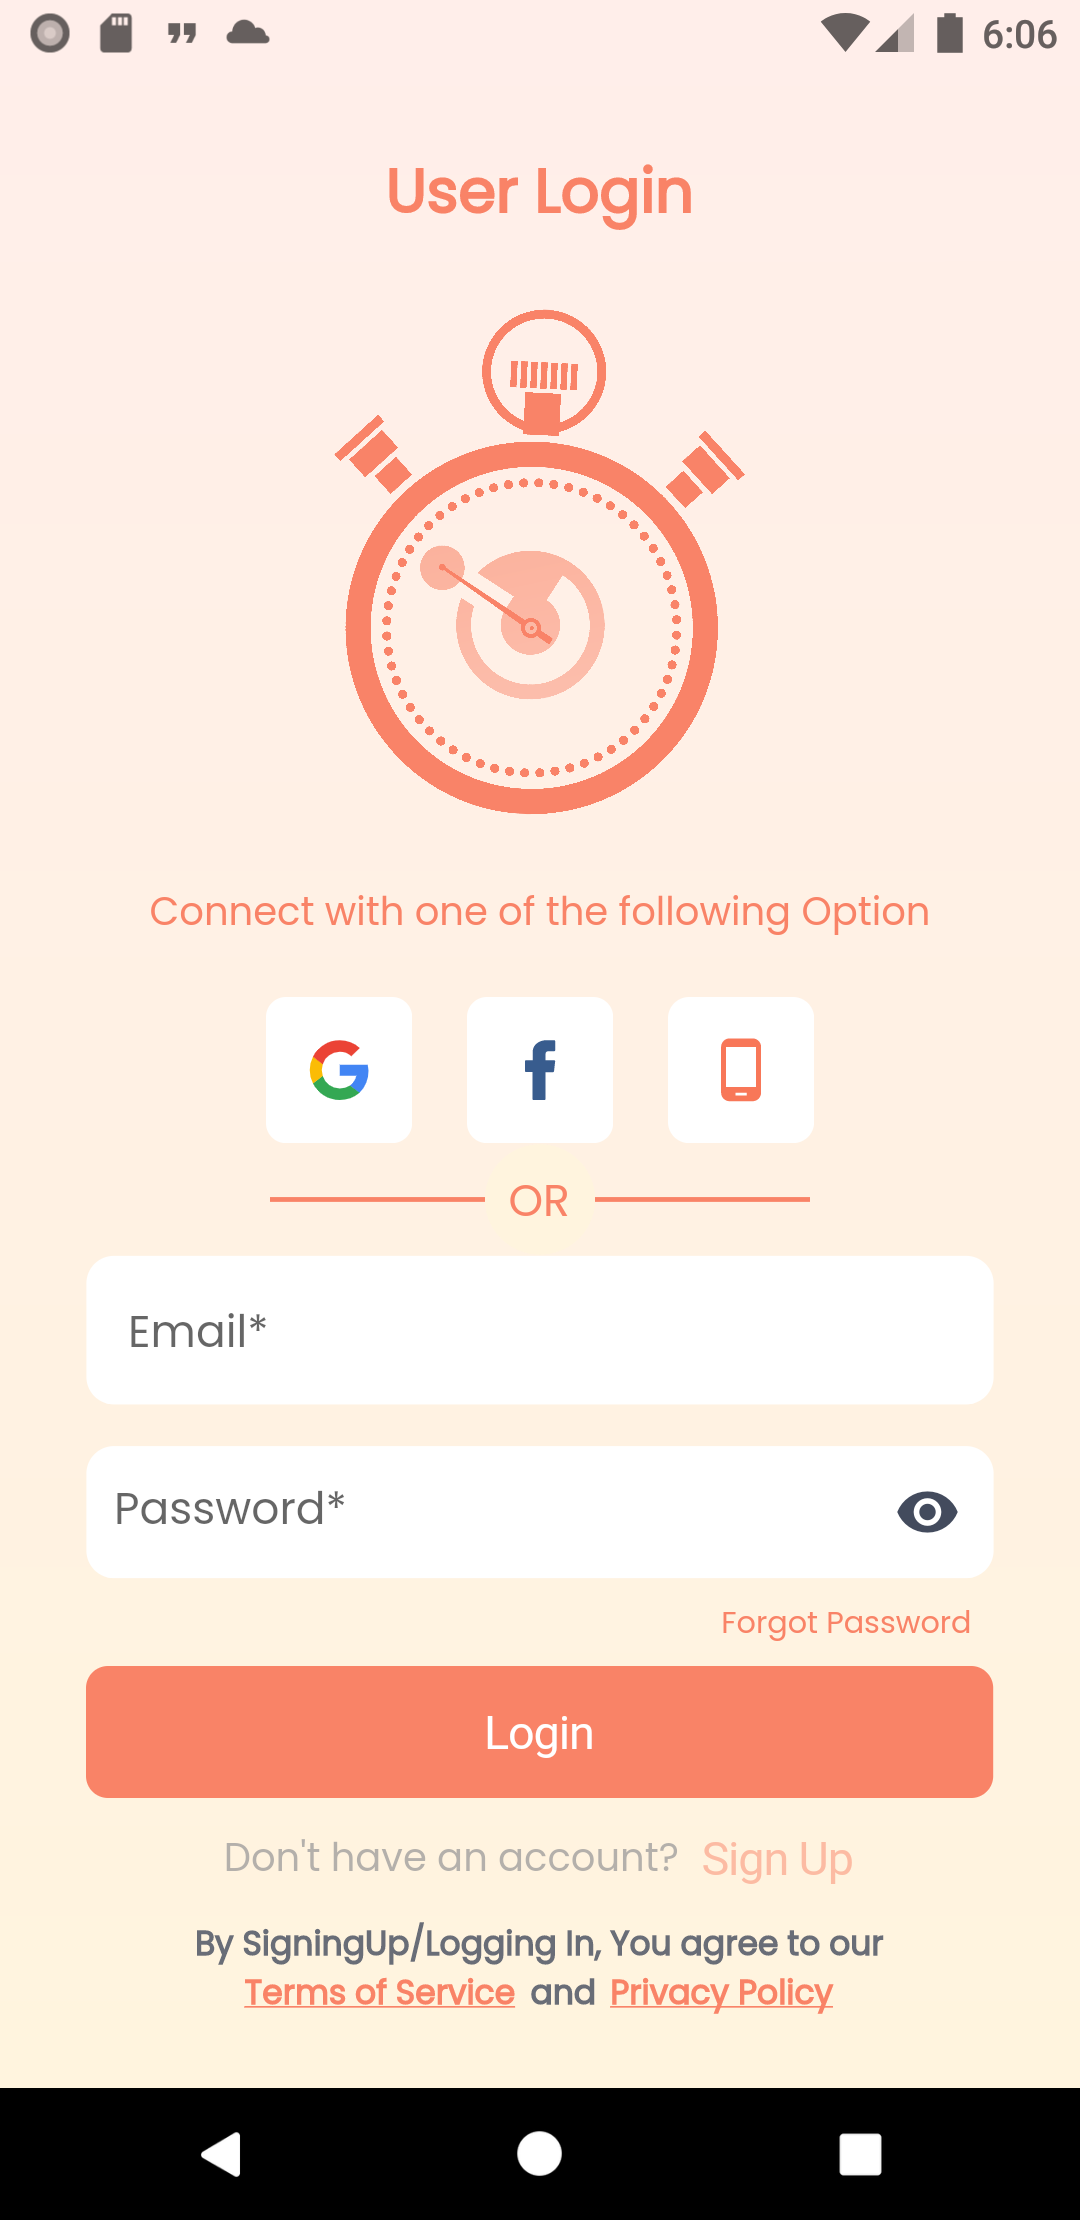 6:06
User Login
Connect with one of the following Option
OR
Email*
Password*
Forgot Password
Login
Don't have an account? Sign Up
By SigningUp/Logging In, You agree to our
Terms of Service and Privacy Policy